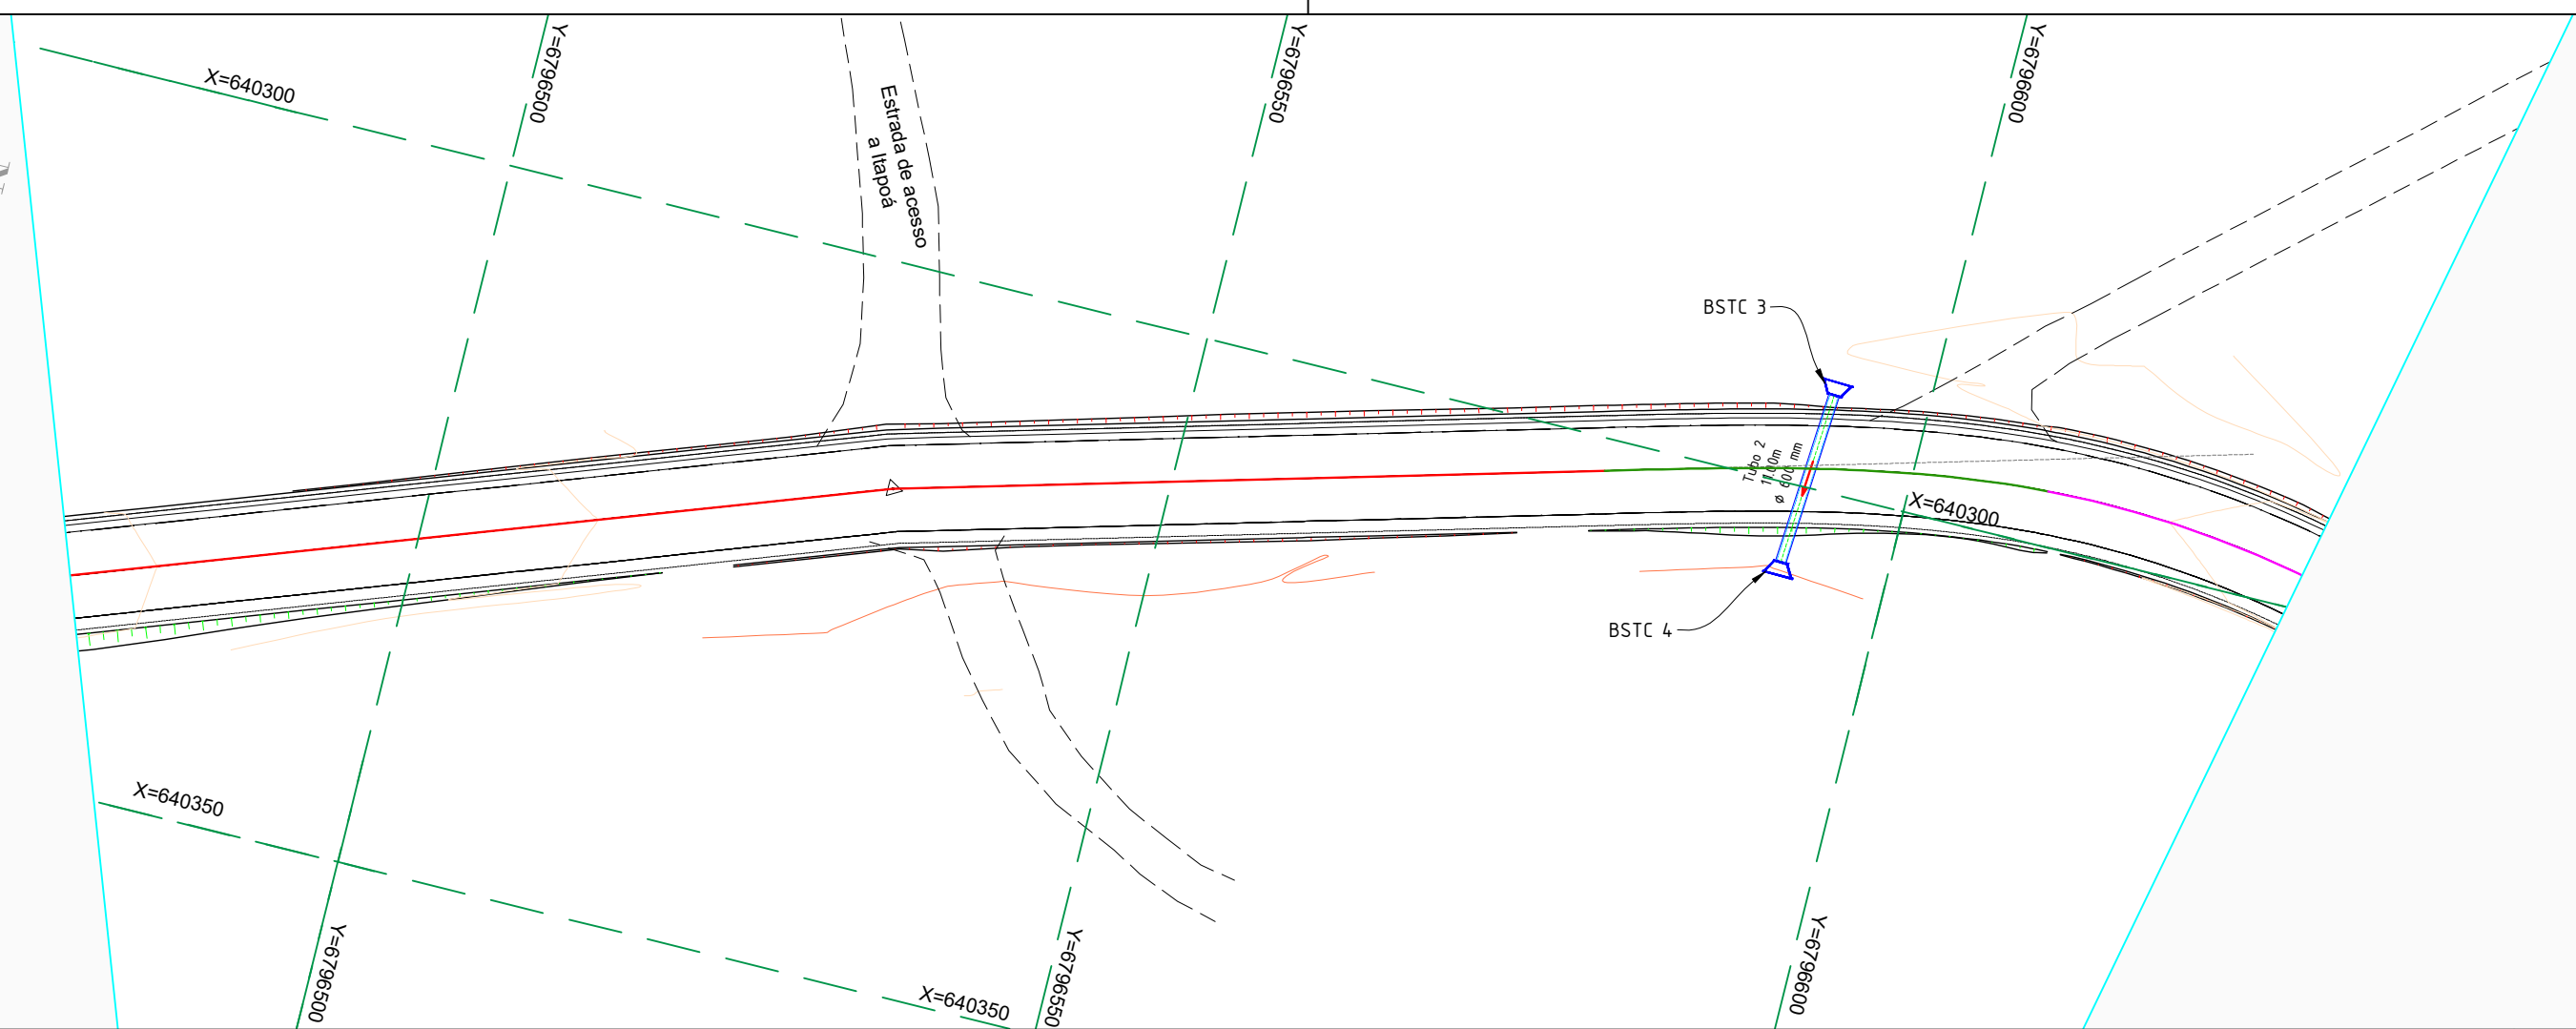 Y=6796500
Y=6796550
Y=6796600
X=640300
Estrada de acesso
a Itapoá
BSTC 3
Tubo 2
11.00m
ø 600 mm
X=640300
BSTC 4
X=640350
Y=6796500
Y=6796550
Y=6796600
X=640350